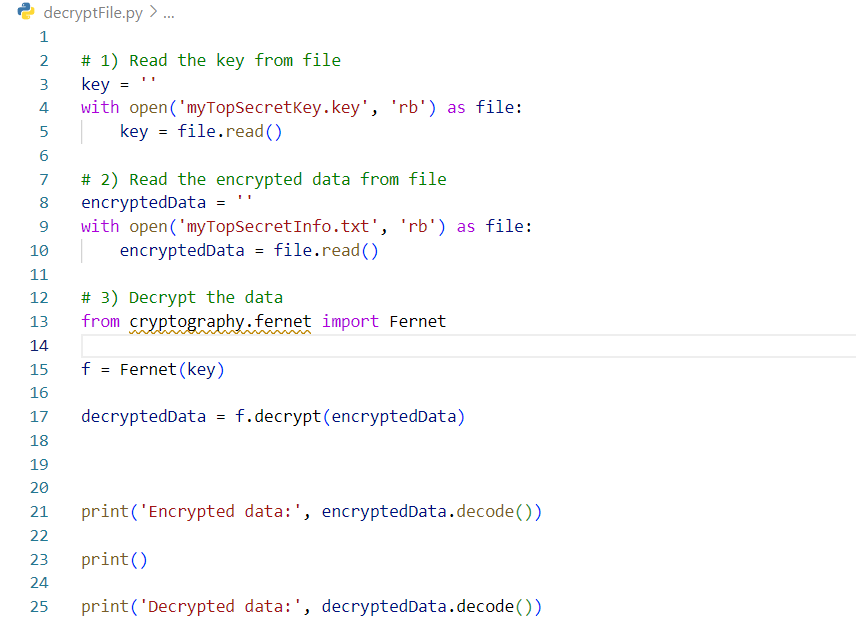 decryptFile.py > ...
1
2 # 1) Read the key from file
3 key = ''
4 with open('myTopSecretKey.key', 'rb') as file:
5     key = file.read()
6
7 # 2) Read the encrypted data from file
8 encryptedData = ''
9 with open('myTopSecretInfo.txt', 'rb') as file:
10     encryptedData = file.read()
11
12 # 3) Decrypt the data
13 from cryptography.fernet import Fernet
14
15 f = Fernet(key)
16
17 decryptedData = f.decrypt(encryptedData)
18
19
20
21 print('Encrypted data:', encryptedData.decode())
22
23 print()
24
25 print('Decrypted data:', decryptedData.decode())